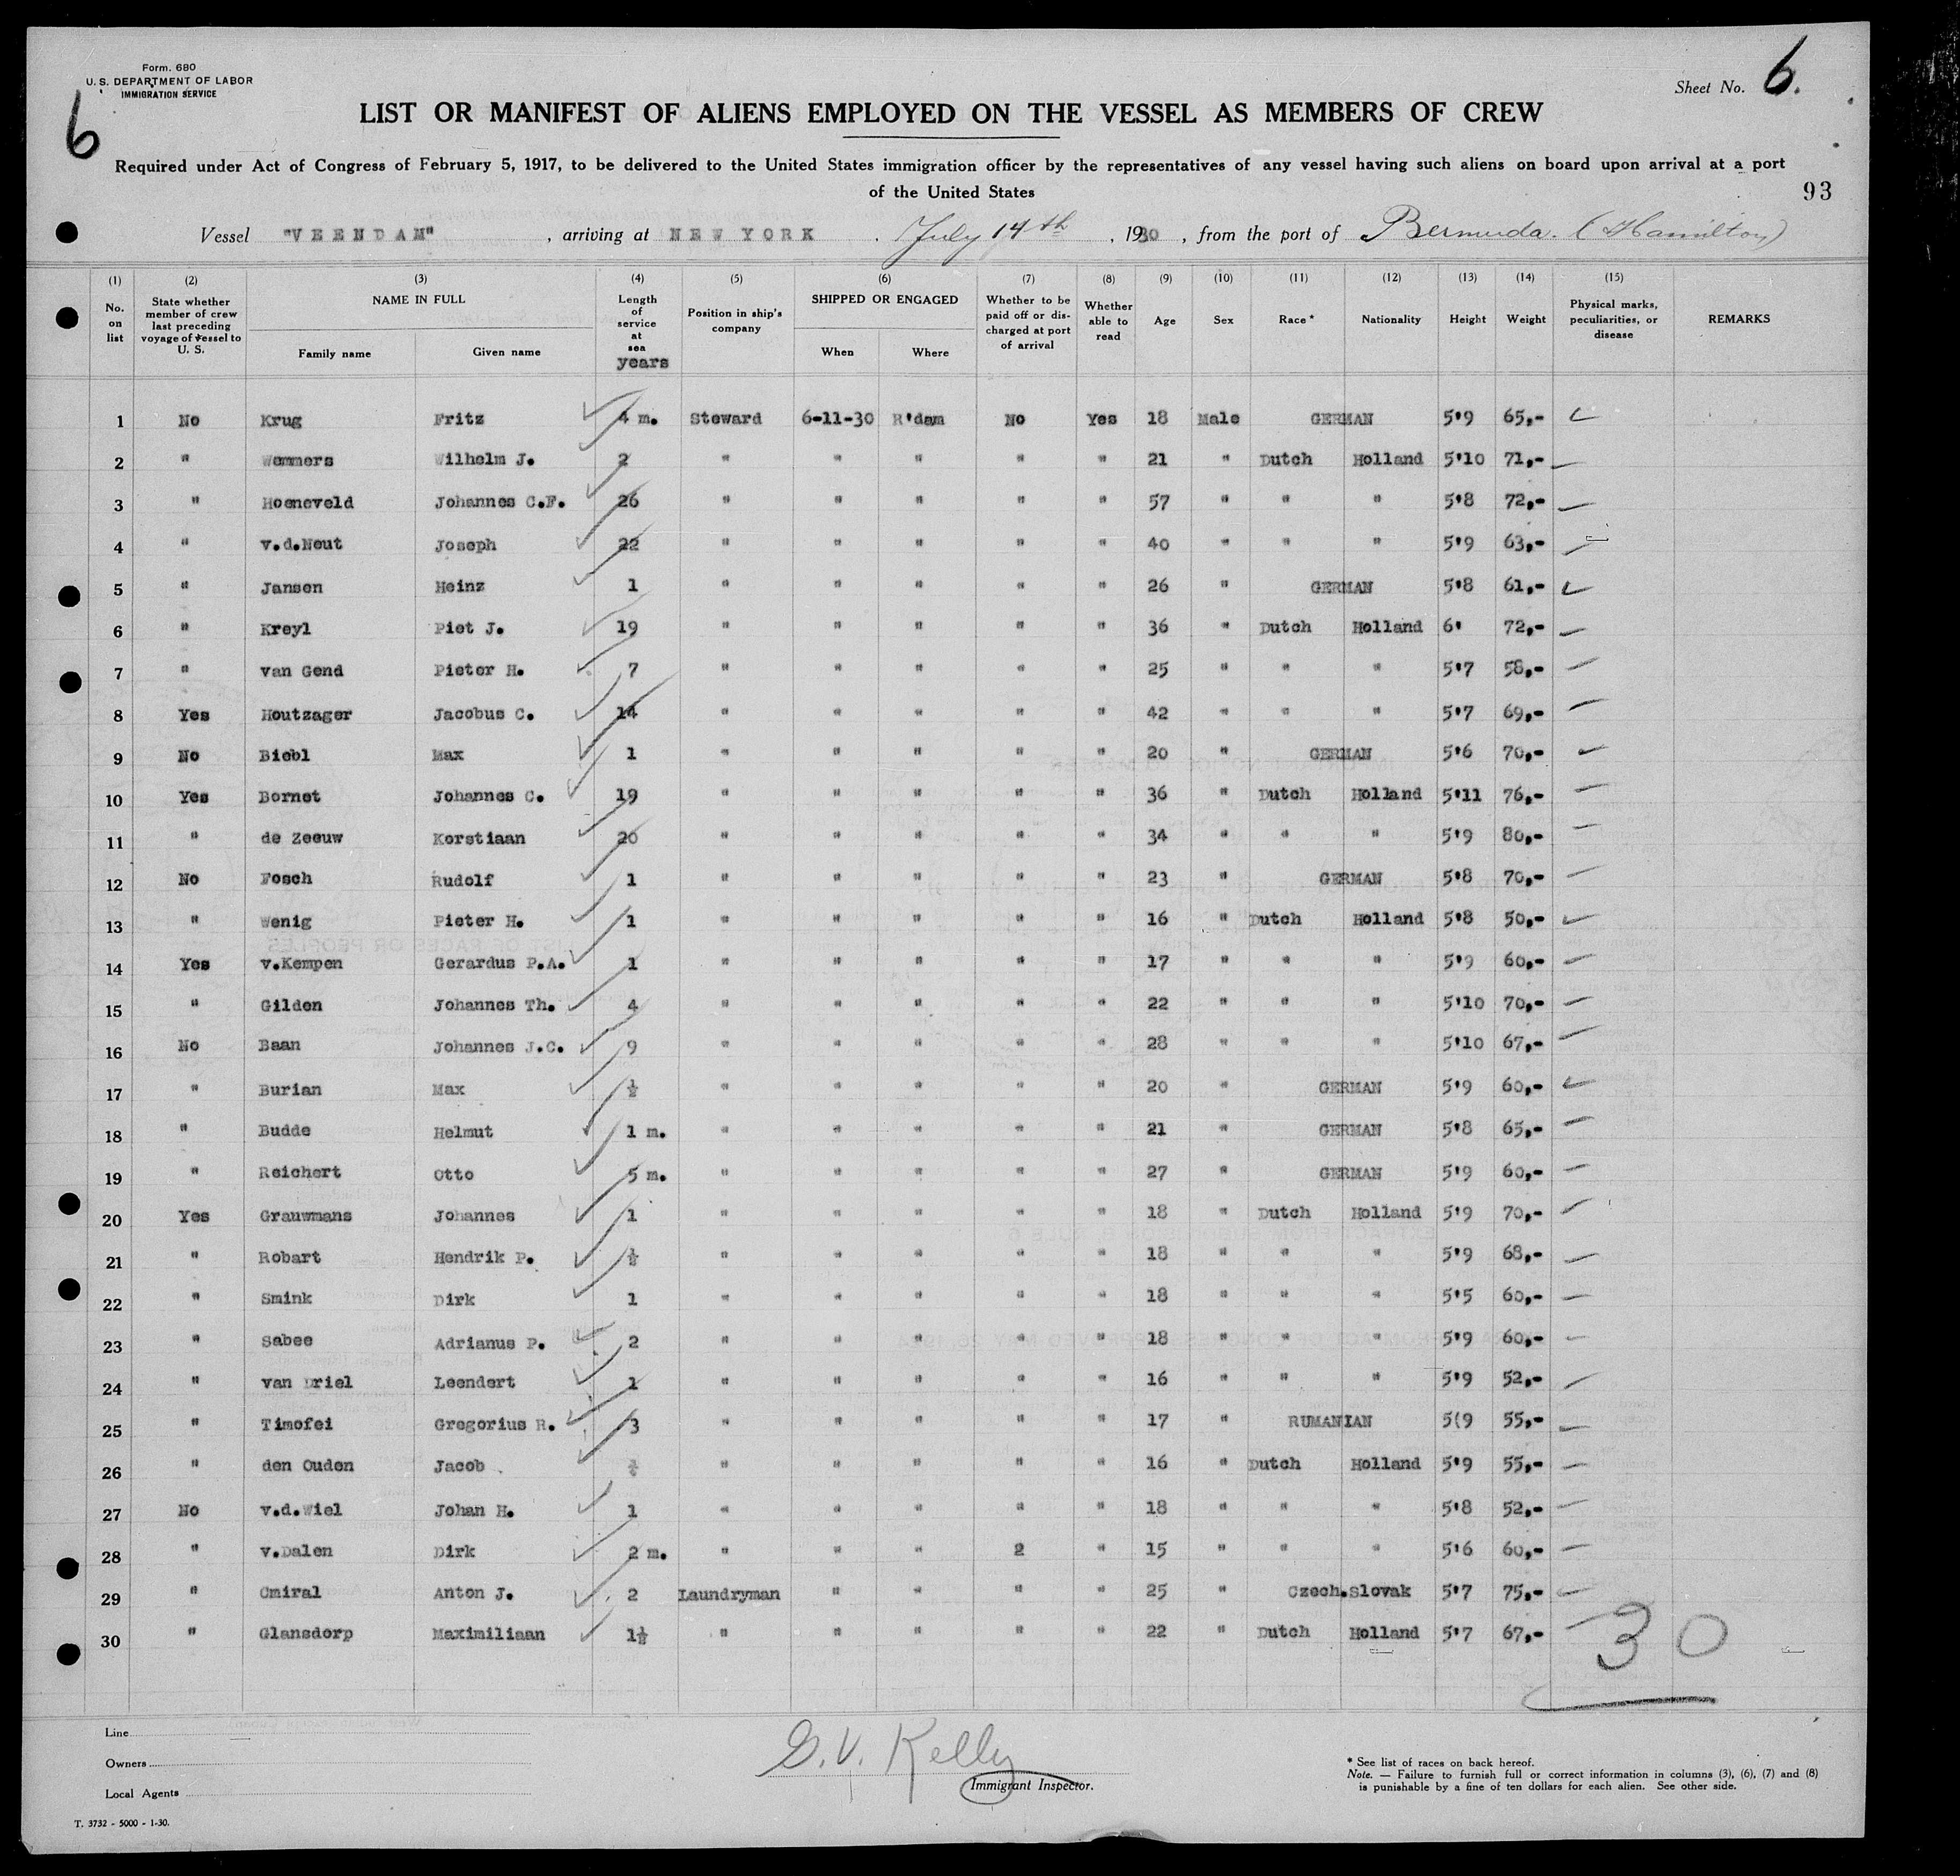 Form. 680
U. S. DEPARTMENT OF LABOR
IMMIGRATION SERVICE
6
Sheet No. 6.
LIST OR MANIFEST OF ALIENS EMPLOYED ON THE VESSEL AS MEMBERS OF CREW
Required under Act of Congress of February 5, 1917, to be delivered to the United States immigration officer by the representatives of any vessel having such aliens on board upon arrival at a port
of the United States
93
Vessel "VEENDAM", arriving at NEW YORK. July 14th, 1930, from the port of Bermuda. (Hamilton)
(1) (2) (3) (4) (5) (6) (7) (8) (9) (10) (11) (12) (13) (14) (15)
No. on list | State whether member of crew last preceding voyage of vessel to U. S. | NAME IN FULL Family name Given name | Length of service at sea years | Position in ship's company | SHIPPED OR ENGAGED When Where | Whether to be paid off or discharged at port of arrival | Whether able to read | Age | Sex | Race* | Nationality | Height | Weight | Physical marks, peculiarities, or disease | REMARKS
1 No Krug Fritz 4 m. Steward 6-11-30 R'dam No Yes 18 Male GERMAN 5'9 65,-
2 " Wemmers Wilhelm J. 2 " " " " " 21 " Dutch Holland 5'10 71,-
3 " Hoeneveld Johannes C.F. 26 " " " " " 57 " " " 5'8 72,-
4 " v.d.Neut Joseph 22 " " " " " 40 " " " 5'9 63,-
5 " Jansen Heinz 1 " " " " " 26 " GERMAN 5'8 61,-
6 " Kreyl Piet J. 19 " " " " " 36 " Dutch Holland 6' 72,-
7 " van Gend Pieter H. 7 " " " " " 25 " " " 5'7 58,-
8 Yes Houtzager Jacobus C. 14 " " " " " 42 " " " 5'7 69,-
9 No Biebl Max 1 " " " " " 20 " GERMAN 5'6 70,-
10 Yes Bornet Johannes C. 19 " " " " " 36 " Dutch Holland 5'11 76,-
11 " de Zeeuw Korstiaan 20 " " " " " 34 " " " 5'9 80,-
12 No Fosch Rudolf 1 " " " " " 23 " GERMAN 5'8 70,-
13 " Wenig Pieter H. 1 " " " " " 16 " Dutch Holland 5'8 50,-
14 Yes v.Kempen Gerardus P.A. 1 " " " " " 17 " " " 5'9 60,-
15 " Gilden Johannes Th. 4 " " " " " 22 " " " 5'10 70,-
16 No Baan Johannes J.C. 9 " " " " " 28 " " " 5'10 67,-
17 " Burian Max ½ " " " " " 20 " GERMAN 5'9 60,-
18 " Budde Helmut 1 m. " " " " " 21 " GERMAN 5'8 65,-
19 " Reichert Otto 5 m. " " " " " 27 " GERMAN 5'9 60,-
20 Yes Grauwmans Johannes 1 " " " " " 18 " Dutch Holland 5'9 70,-
21 " Robart Hendrik P. ½ " " " " " 18 " " " 5'9 68,-
22 " Smink Dirk 1 " " " " " 18 " " " 5'5 60,-
23 " Sabee Adrianus P. 2 " " " " " 18 " " " 5'9 60,-
24 " van Driel Leendert 1 " " " " " 16 " " " 5'9 52,-
25 " Timofei Gregorius R. 3 " " " " " 17 " RUMANIAN 5(9 55,-
26 " den Ouden Jacob " " " " " 16 " Dutch Holland 5'9 55,-
27 No v.d.Wiel Johan H. 1 " " " " " 18 " " " 5'8 52,-
28 " v.Dalen Dirk 2 m. " " " 2 " 15 " " " 5'6 60,-
29 " Cmiral Anton J. 2 Laundryman " " " " 25 " Czech.Slovak 5'7 75,-
30 " Glansdorp Maximiliaan 1½ " " " " " 22 " Dutch Holland 5'7 67,-
30
Line
Owners
Local Agents
G.V. Kelly
Immigrant Inspector.
* See list of races on back hereof.
Note. — Failure to furnish full or correct information in columns (3), (6), (7) and (8)
is punishable by a fine of ten dollars for each alien. See other side.
T. 3732 - 5000 - 1-30.